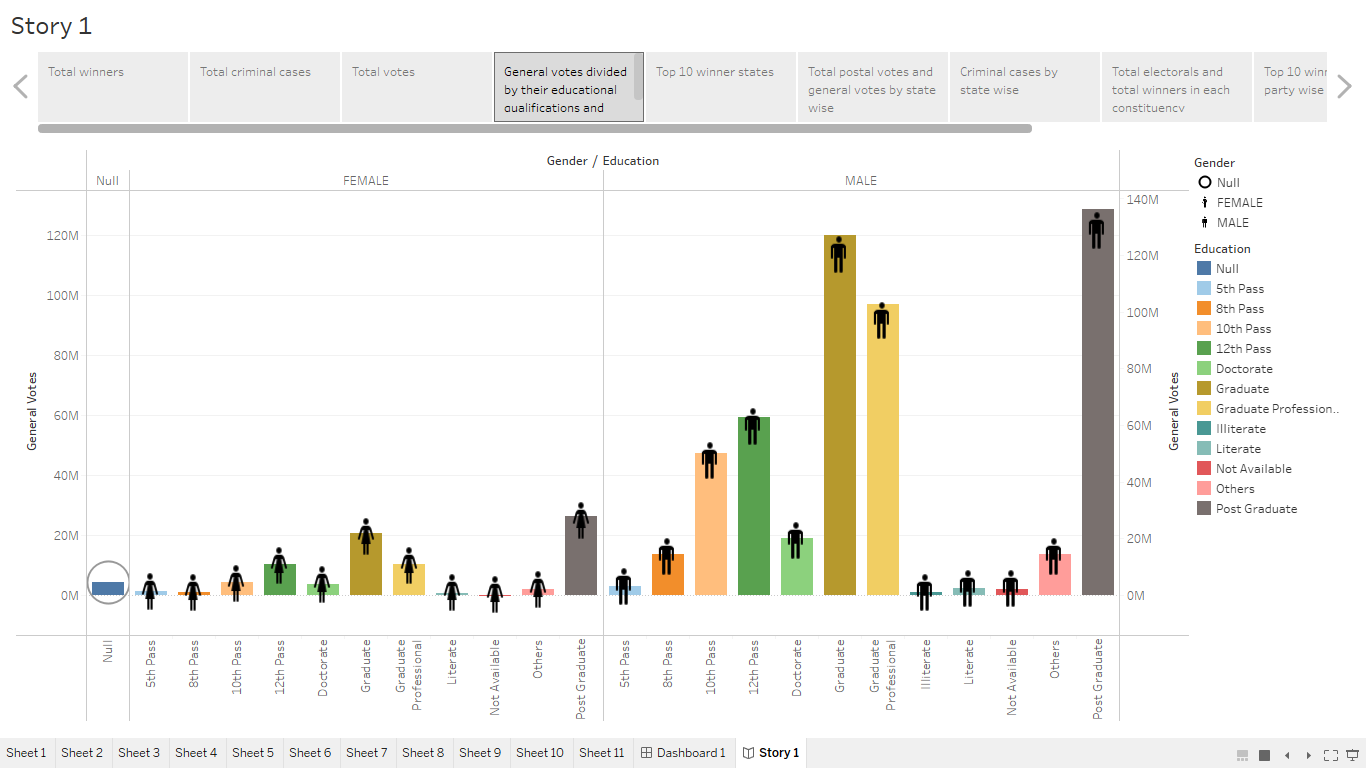 Story 1
Total winners
Total criminal cases
Total votes
General votes divided
by their educational
qualifications and
Top 10 winner states
Total postal votes and
general votes by state
wise
Criminal cases by
state wise
Total electorals and
total winners in each
constituency
Top 10 winn
party wise
Gender / Education
Null
FEMALE
MALE
General Votes
120M
100M
80M
60M
40M
20M
0M
140M
120M
100M
80M
60M
40M
20M
0M
General Votes
Null
5th Pass
8th Pass
10th Pass
12th Pass
Doctorate
Graduate
Graduate
Professional
Literate
Not Available
Others
Post Graduate
5th Pass
8th Pass
10th Pass
12th Pass
Doctorate
Graduate
Graduate
Professional
Illiterate
Literate
Not Available
Others
Post Graduate
Gender
Null
FEMALE
MALE
Education
Null
5th Pass
8th Pass
10th Pass
12th Pass
Doctorate
Graduate
Graduate Profession..
Illiterate
Literate
Not Available
Others
Post Graduate
Sheet 1 Sheet 2 Sheet 3 Sheet 4 Sheet 5 Sheet 6 Sheet 7 Sheet 8 Sheet 9 Sheet 10 Sheet 11 Dashboard 1 Story 1